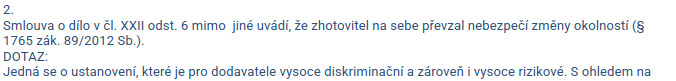 2.
Smlouva o dílo v čl. XXII odst. 6 mimo  jiné uvádí, že zhotovitel na sebe převzal nebezpečí změny okolností (§
1765 zák. 89/2012 Sb.).
DOTAZ:
Jedná se o ustanovení, které je pro dodavatele vysoce diskriminační a zároveň i vysoce rizikové. S ohledem na